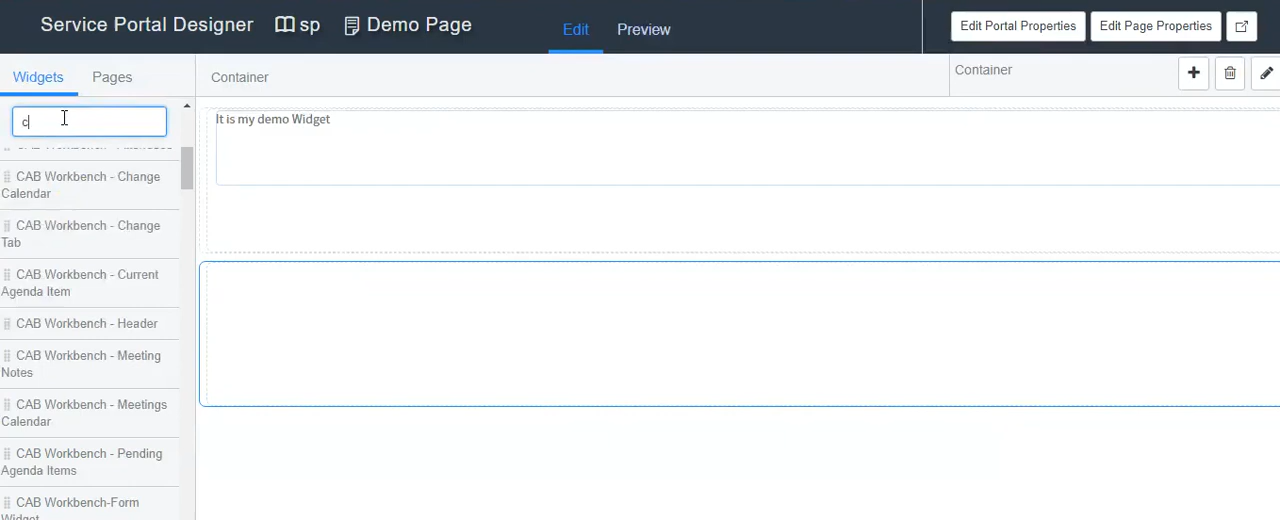 Service Portal Designer sp Demo Page Edit Preview Edit Portal Properties Edit Page Properties
Widgets Pages Container Container
c
It is my demo Widget
CAB Workbench - Change
Calendar
CAB Workbench - Change
Tab
CAB Workbench - Current
Agenda Item
CAB Workbench - Header
CAB Workbench - Meeting
Notes
CAB Workbench - Meetings
Calendar
CAB Workbench - Pending
Agenda Items
CAB Workbench-Form
Widget